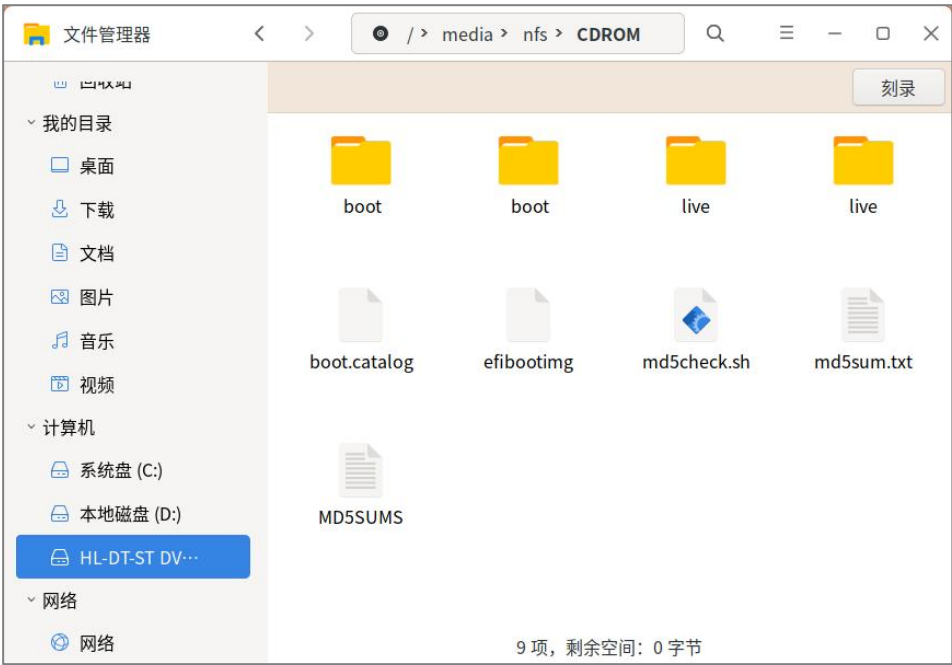 文件管理器
/ media nfs CDROM
刻录
回收站
我的目录
桌面
下载
文档
图片
音乐
视频
计算机
系统盘 (C:)
本地磁盘 (D:)
HL-DT-ST DV…
网络
网络
boot boot live live
boot.catalog efibootimg md5check.sh md5sum.txt
MD5SUMS
9 项，剩余空间：0 字节